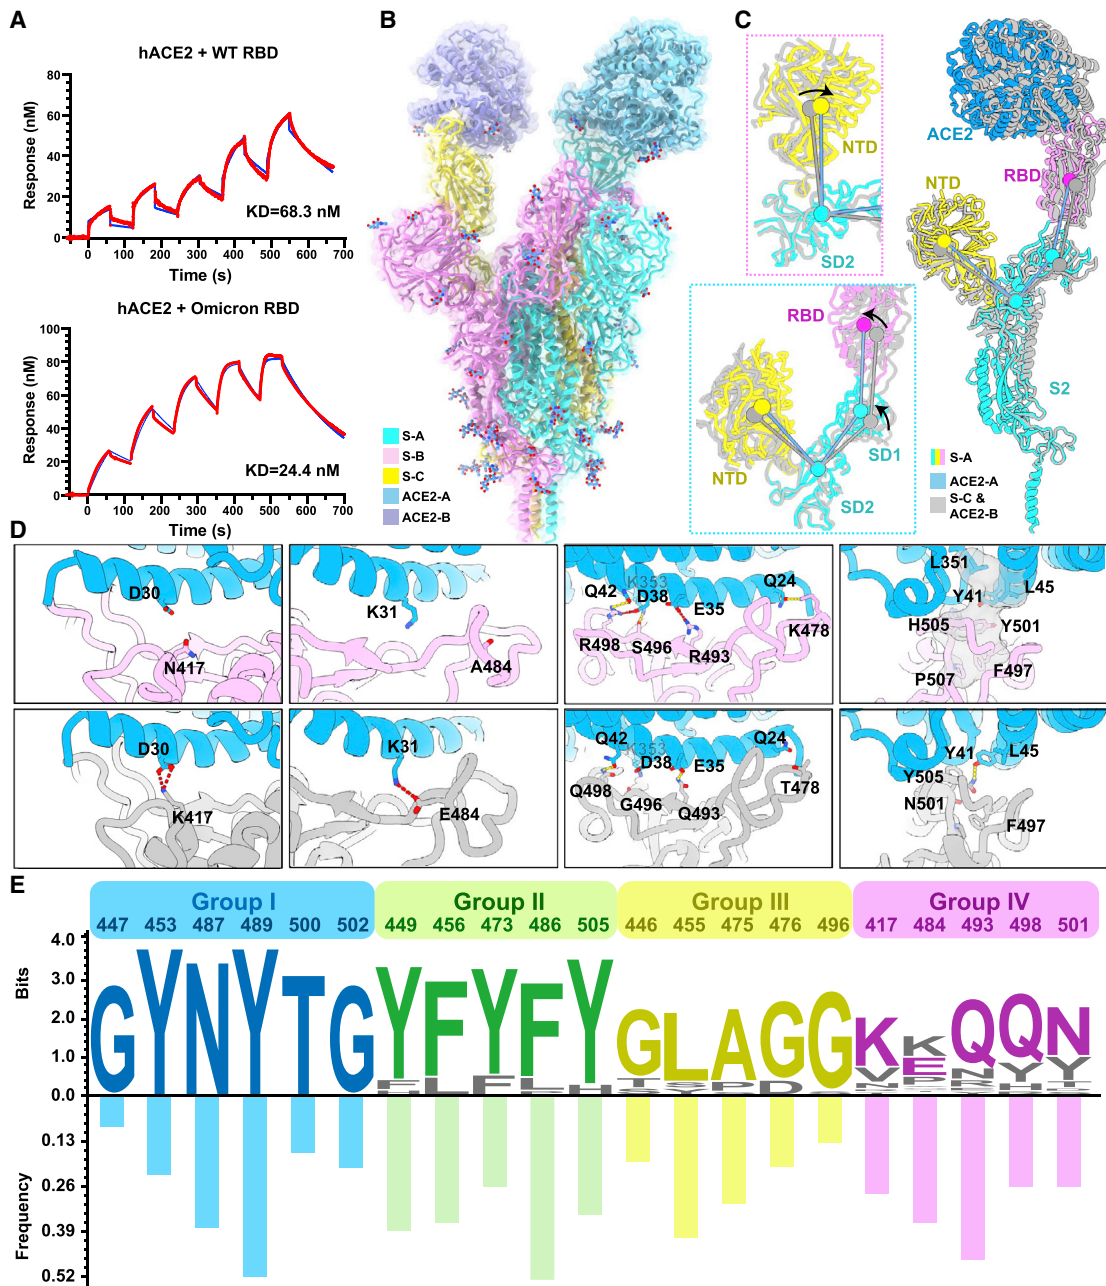 A
hACE2 + WT RBD
Response (nM)
80
60
40
20
0
KD=68.3 nM
0 100 200 300 400 500 600 700
Time (s)
hACE2 + Omicron RBD
Response (nM)
100
80
60
40
20
0
KD=24.4 nM
0 100 200 300 400 500 600 700
Time (s)
B
S-A
S-B
S-C
ACE2-A
ACE2-B
C
NTD
SD2
RBD
NTD
SD1
SD2
ACE2
RBD
NTD
S2
S-A
ACE2-A
S-C &
ACE2-B
D
D30
N417
K31
A484
Q42 K353 D38 E35 Q24
R498 S496 R493 K478
L351 Y41 L45
H505 Y501
P507 F497
D30
K417
K31
E484
Q42 K353 D38 E35 Q24
Q498 G496 Q493 T478
Y41 L45
Y505
N501 F497
E
Group I Group II Group III Group IV
447 453 487 489 500 502 449 456 473 486 505 446 455 475 476 496 417 484 493 498 501
Bits
4.0
3.0
2.0
1.0
0.0
G Y N Y T G Y F Y F Y G L A G G K K Q Q N
E L F L H T S P D V E N Y Y
P
Frequency
0.13
0.26
0.39
0.52